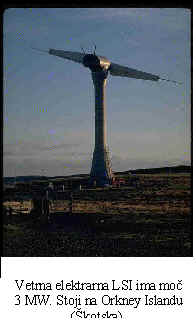 Vetrna elektrarna LSI ima moč
3 MW. Stoji na Orkney Islandu
(Škotska)